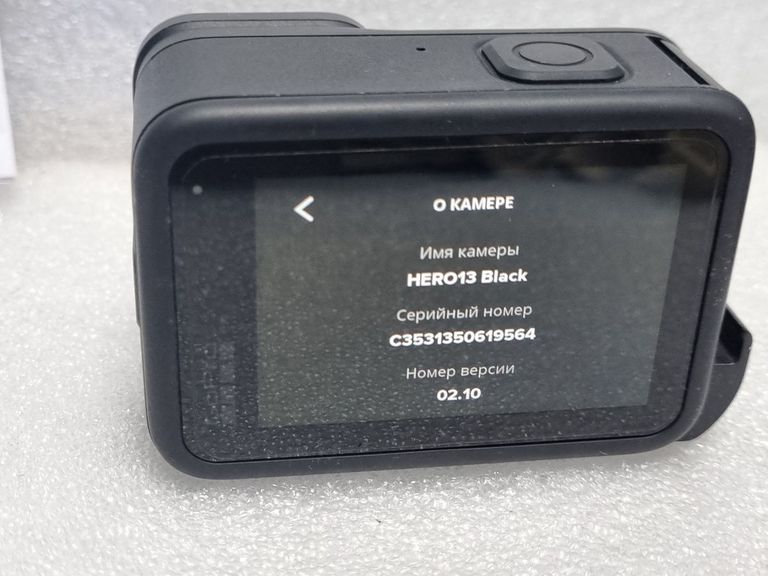 О КАМЕРЕ
Имя камеры
HERO13 Black
Серийный номер
C3531350619564
Номер версии
02.10